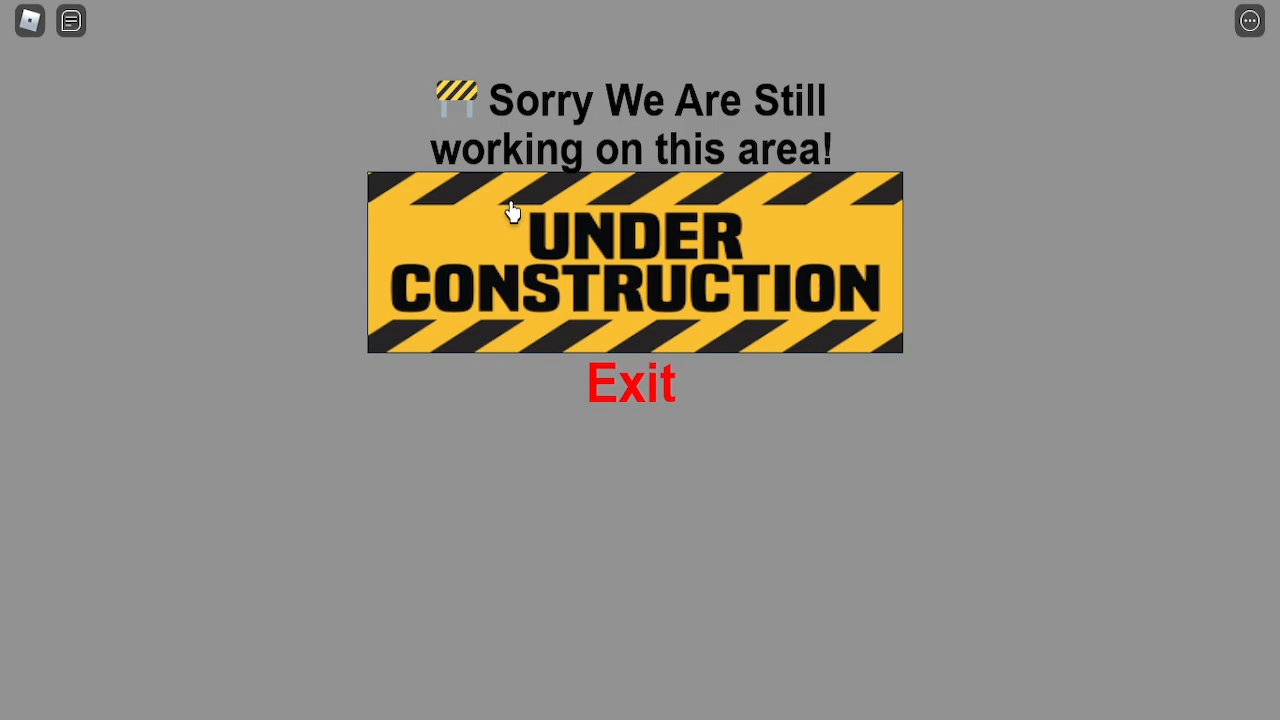 🚧 Sorry We Are Still
working on this area!
UNDER
CONSTRUCTION
Exit